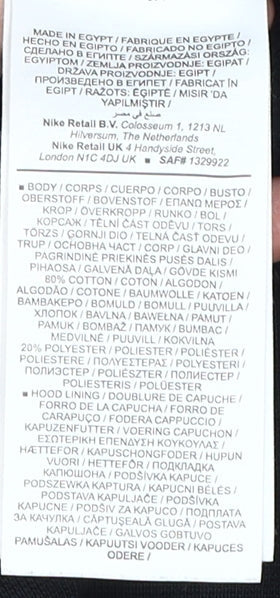 MADE IN EGYPT / FABRIQUE EN EGYPTE /
HECHO EN EGIPTO / FABRICADO NO EGIPTO /
СДЕЛАНО В ЕГИПТЕ / SZÁRMAZÁSI ORSZÁG:
EGYIPTOM / ZEMLJA PROIZVODNJE: EGIPAT /
DRŽAVA PROIZVODNJE: EGIPT /
ПРОИЗВЕДЕНО В ЕГИПЕТ / FABRICAT ÎN
EGIPT / RAŽOTS: ĒĢIPTĒ / MISIR 'DA
YAPILMIŞTIR /
صنع في مصر
Nike Retail B.V. Colosseum 1, 1213 NL
Hilversum, The Netherlands
Nike Retail UK 4 Handyside Street,
London N1C 4DJ UK ■ SAF# 1329922
■ BODY / CORPS / CUERPO / CORPO / BUSTO /
OBERSTOFF / BOVENSTOF / ΕΠΑΝΩ ΜΕΡΟΣ /
KROP / ÖVERKROPP / RUNKO / BOL /
КОРСАЖ / TĚLNÍ ČÁST ODĚVU / TORS /
TÖRZS / GORNJI DIO / TELNÁ ČASŤ ODEVU /
TRUP / ОСНОВНА ЧАСТ / CORP / GLAVNI DEO /
PAGRINDINĖ PRIEKINĖS PUSĖS DALIS /
PIHAOSA / GALVENĀ DAĻA / GÖVDE KISMI
80% COTTON / COTON / ALGODON /
ALGODÃO / COTONE / BAUMWOLLE / KATOEN /
ΒΑΜΒΑΚΕΡΟ / BOMULD / BOMULL / PUUVILLA /
ХЛОПОК / BAVLNA / BAWEŁNA / PAMUT /
PAMUK / BOMBAŽ / ПАМУК / BUMBAC /
MEDVILNĖ / PUUVILL / KOKVILNA
20% POLYESTER / POLIESTER / POLIÉSTER /
POLIESTERE / ΠΟΛΥΕΣΤΕΡΑΣ / POLYESTERI /
ПОЛИЭСТЕР / POLIÉSZTER / ПОЛИЕСТЕР /
POLIESTERIS / POLÜESTER
■ HOOD LINING / DOUBLURE DE CAPUCHE /
FORRO DE LA CAPUCHA / FORRO DE
CARAPUÇO / FODERA CAPPUCCIO /
KAPUZENFUTTER / VOERING CAPUCHON /
ΕΣΩΤΕΡΙΚΗ ΕΠΕΝΔΥΣΗ ΚΟΥΚΟΥΛΑΣ /
HÆTTEFOR / KAPUSCHONGFODER / HUPUN
VUORI / HETTEFÔR / ПОДКЛАДКА
КАПЮШОНА / PODŠÍVKA KAPUCE /
PODSZEWKA KAPTURA / KAPUCNI BÉLÉS /
PODSTAVA KAPULJAČE / PODŠÍVKA
KAPUCNE / PODŠIV ZA KAPUCO / ПОДПЛАТА
ЗА КАЧУЛКА / CĂPTUŞEALĂ GLUGĂ / POSTAVA
KAPULJAČE / GALVOS GOBTUVO
PAMUŠALAS / KAPUUTSI VOODER / KAPUCES
ODERE /